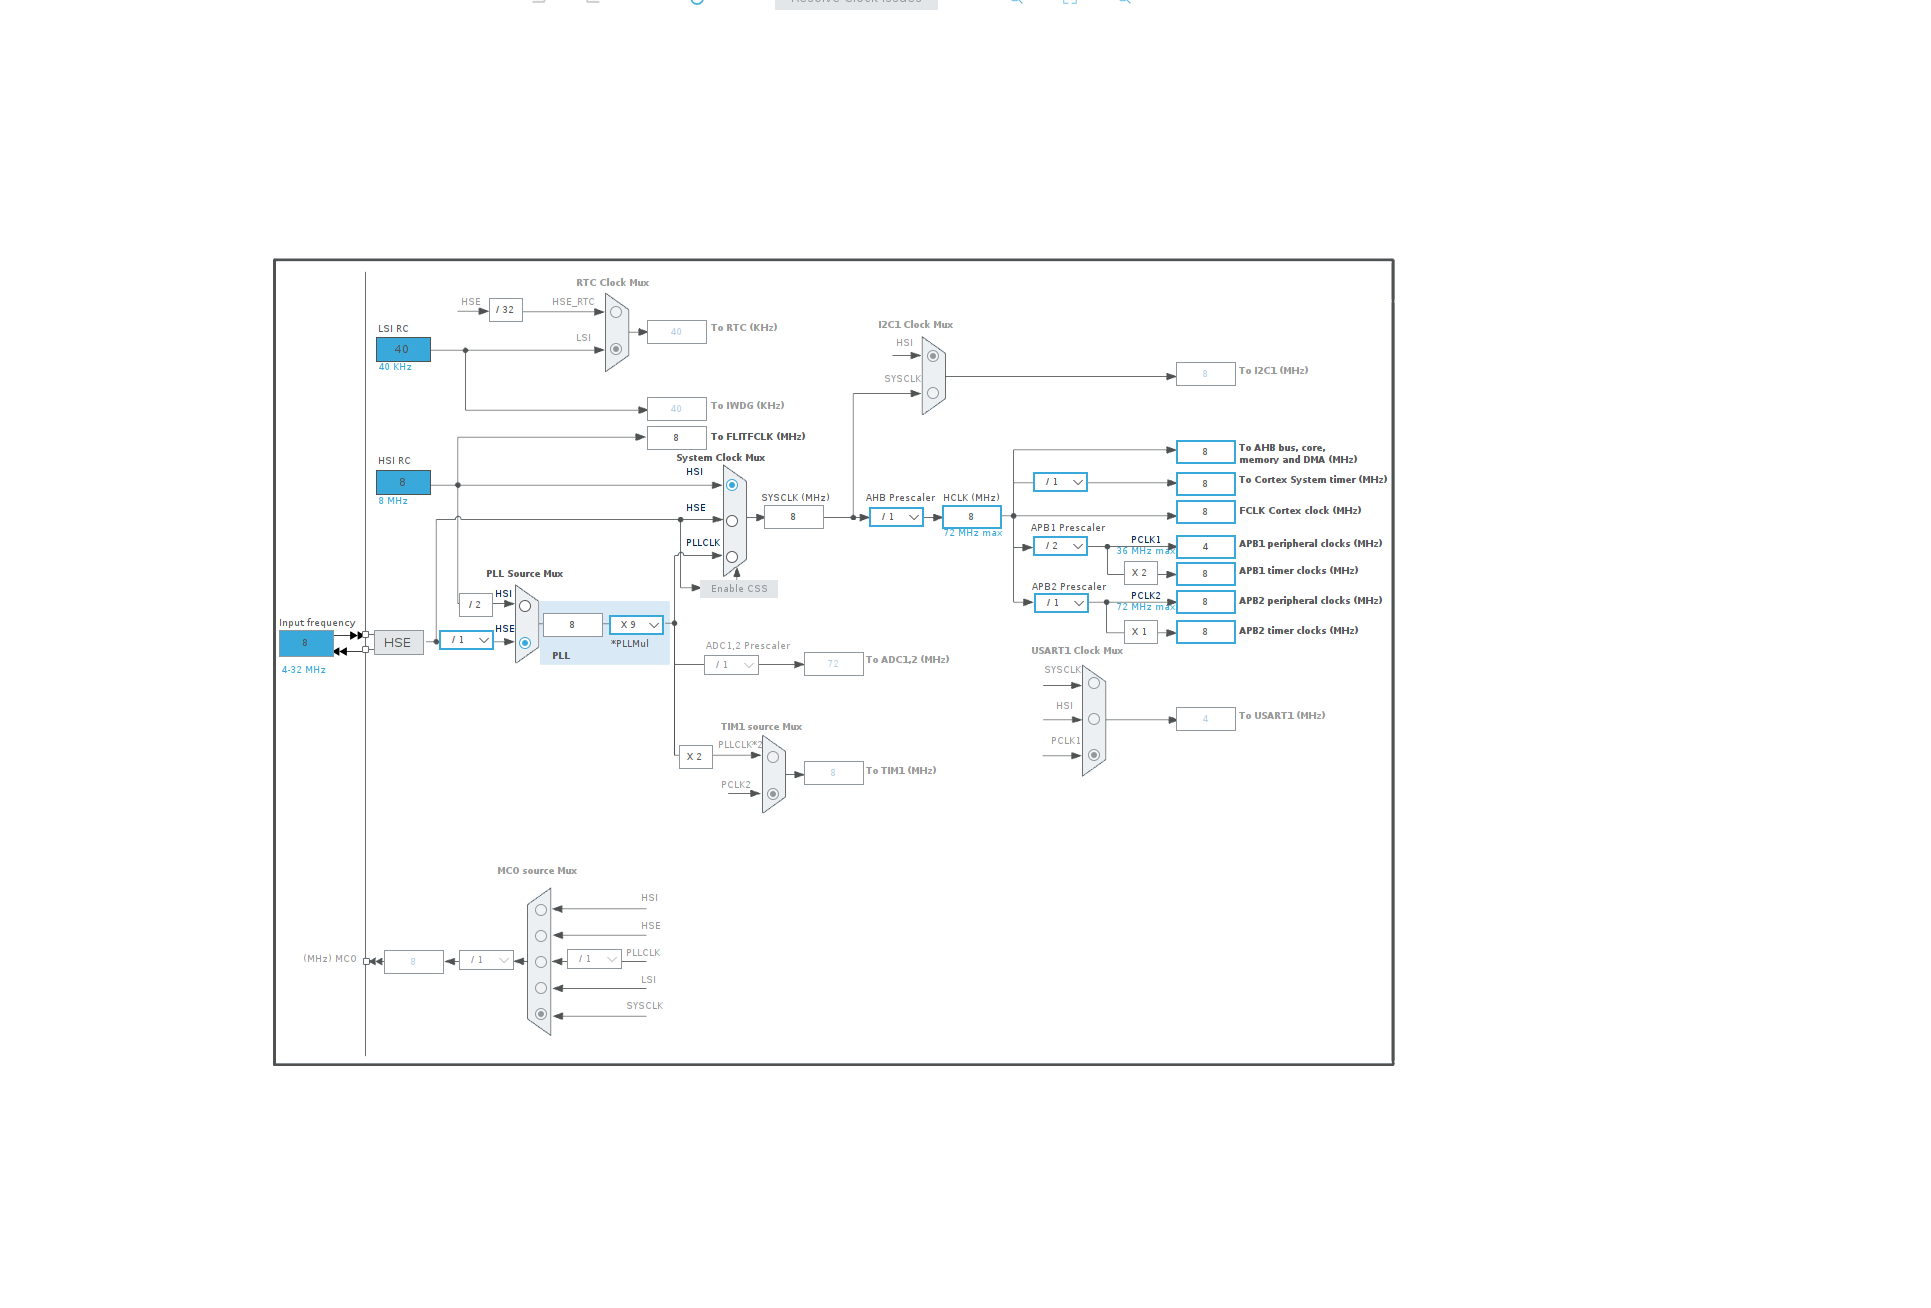 Resolve Clock Issues
RTC Clock Mux
HSE
/ 32
HSE_RTC
LSI RC
LSI
40
To RTC (KHz)
40
40 KHz
I2C1 Clock Mux
HSI
SYSCLK
8
To I2C1 (MHz)
40
To IWDG (KHz)
8
To FLITFCLK (MHz)
HSI RC
System Clock Mux
HSI
8
8 MHz
HSE
PLLCLK
Enable CSS
SYSCLK (MHz)
8
AHB Prescaler
/ 1
HCLK (MHz)
8
72 MHz max
8
To AHB bus, core,
memory and DMA (MHz)
/ 1
8
To Cortex System timer (MHz)
8
FCLK Cortex clock (MHz)
APB1 Prescaler
/ 2
PCLK1
36 MHz max
4
APB1 peripheral clocks (MHz)
X 2
8
APB1 timer clocks (MHz)
APB2 Prescaler
/ 1
PCLK2
72 MHz max
8
APB2 peripheral clocks (MHz)
X 1
8
APB2 timer clocks (MHz)
PLL Source Mux
/ 2
HSI
Input frequency
8
4-32 MHz
HSE
/ 1
HSE
8
X 9
*PLLMul
PLL
ADC1,2 Prescaler
/ 1
72
To ADC1,2 (MHz)
USART1 Clock Mux
SYSCLK
HSI
PCLK1
4
To USART1 (MHz)
TIM1 source Mux
X 2
PLLCLK*2
PCLK2
8
To TIM1 (MHz)
MCO source Mux
HSI
HSE
(MHz) MCO
8
/ 1
/ 1
PLLCLK
LSI
SYSCLK